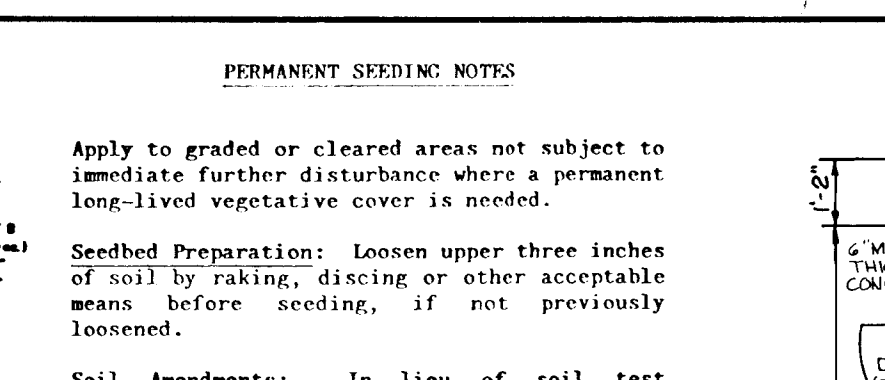 PERMANENT SEEDING NOTES
Apply to graded or cleared areas not subject to
immediate further disturbance where a permanent
long-lived vegetative cover is needed.
Seedbed Preparation: Loosen upper three inches
of soil by raking, discing or other acceptable
means before seeding, if not previously
loosened.
Soil Amendments: In lieu of soil test
1'-2"
6"M
THI
CON